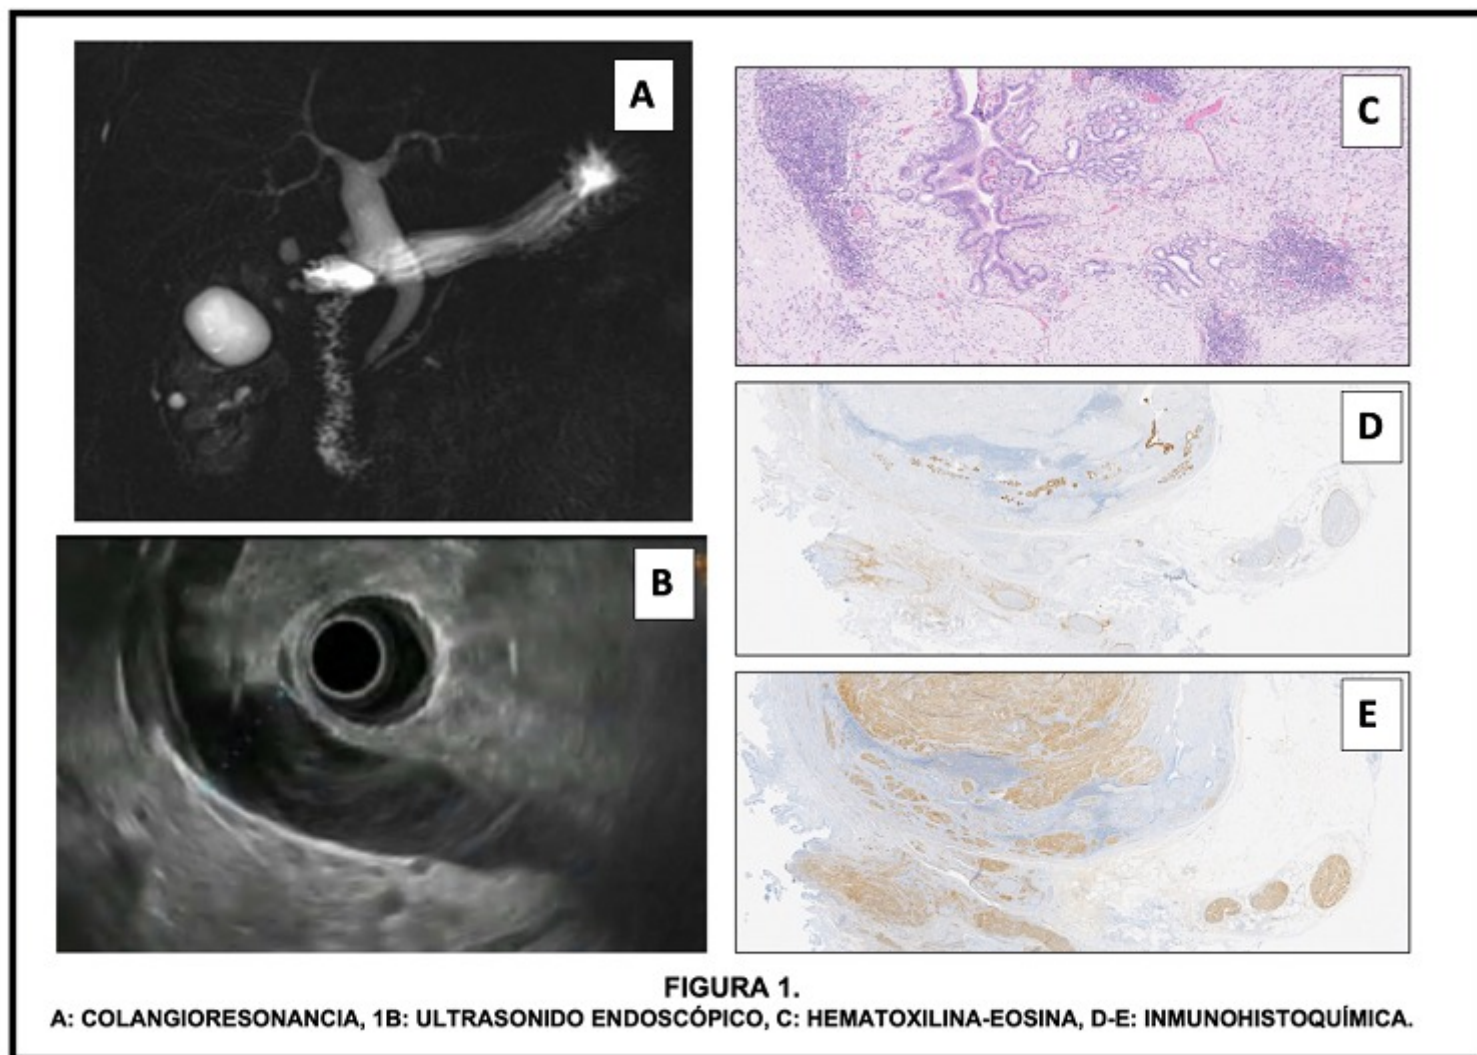 A
B
C
D
E
FIGURA 1.
A: COLANGIORESONANCIA, 1B: ULTRASONIDO ENDOSCÓPICO, C: HEMATOXILINA-EOSINA, D-E: INMUNOHISTOQUÍMICA.